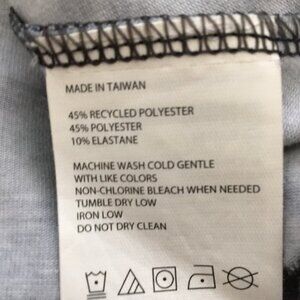 MADE IN TAIWAN
45% RECYCLED POLYESTER
45% POLYESTER
10% ELASTANE
MACHINE WASH COLD GENTLE
WITH LIKE COLORS
NON-CHLORINE BLEACH WHEN NEEDED
TUMBLE DRY LOW
IRON LOW
DO NOT DRY CLEAN